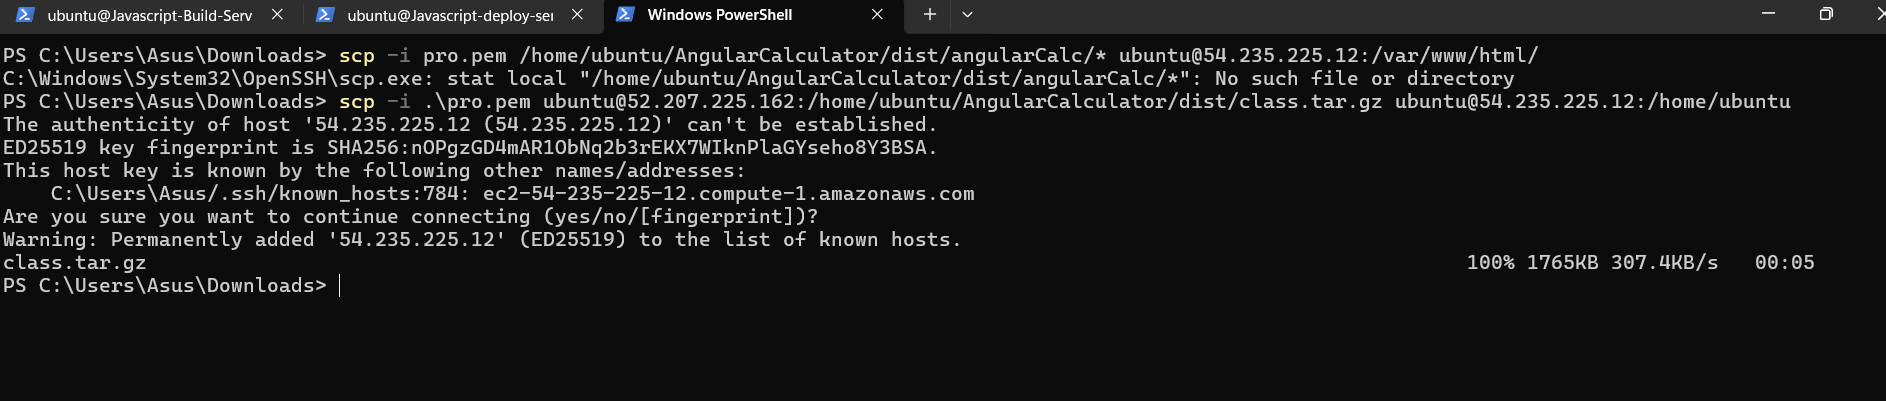 ubuntu@Javascript-Build-Serv
ubuntu@Javascript-deploy-ser
Windows PowerShell
PS C:\Users\Asus\Downloads> scp -i pro.pem /home/ubuntu/AngularCalculator/dist/angularCalc/* ubuntu@54.235.225.12:/var/www/html/
C:\Windows\System32\OpenSSH\scp.exe: stat local "/home/ubuntu/AngularCalculator/dist/angularCalc/*": No such file or directory
PS C:\Users\Asus\Downloads> scp -i .\pro.pem ubuntu@52.207.225.162:/home/ubuntu/AngularCalculator/dist/class.tar.gz ubuntu@54.235.225.12:/home/ubuntu
The authenticity of host '54.235.225.12 (54.235.225.12)' can't be established.
ED25519 key fingerprint is SHA256:nOPgzGD4mAR1ObNq2b3rEKX7WIknPlaGYseho8Y3BSA.
This host key is known by the following other names/addresses:
    C:\Users\Asus/.ssh/known_hosts:784: ec2-54-235-225-12.compute-1.amazonaws.com
Are you sure you want to continue connecting (yes/no/[fingerprint])?
Warning: Permanently added '54.235.225.12' (ED25519) to the list of known hosts.
class.tar.gz 100% 1765KB 307.4KB/s 00:05
PS C:\Users\Asus\Downloads>